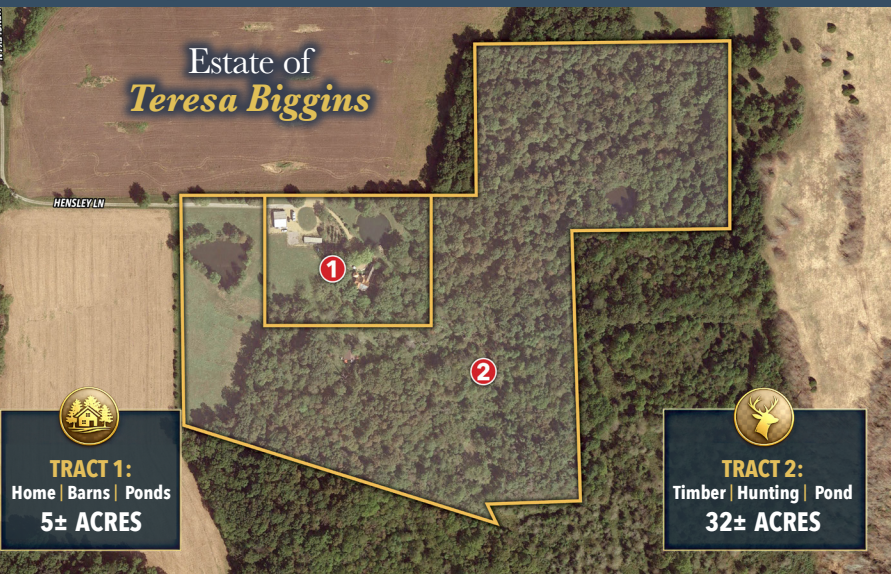 Estate of
Teresa Biggins
HENSLEY LN
1
2
TRACT 1:
Home | Barns | Ponds
5± ACRES
TRACT 2:
Timber | Hunting | Pond
32± ACRES